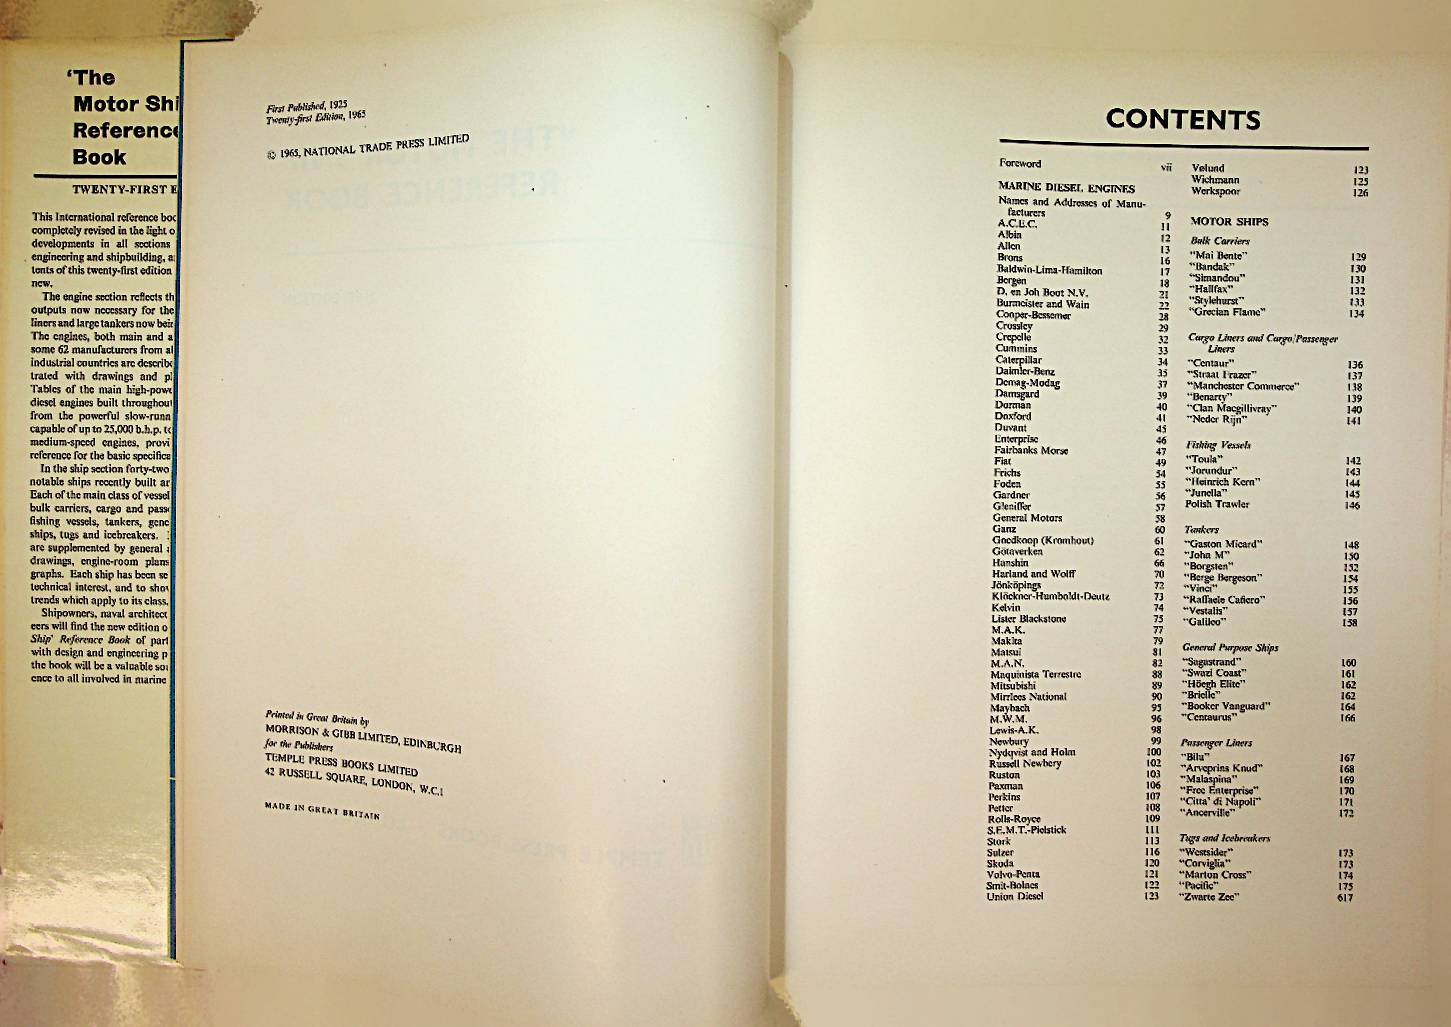 ‘The
Motor Shi
Reference
Book
TWENTY-FIRST E
This International reference boo
completely revised in the light o
developments in all sections
engineering and shipbuilding, a
tents of this twenty-first edition
new.
The engine section reflects th
outputs now necessary for the
liners and large tankers now bei
The engines, both main and a
some 62 manufacturers from al
industrial countries are describe
trated with drawings and pl
Tables of the main high-powe
diesel engines built throughout
from the powerful slow-runn
capable of up to 25,000 b.h.p. to
medium-speed engines, provi
reference for the basic specifica
In the ship section forty-two
notable ships recently built ar
Each of the main class of vessel
bulk carriers, cargo and passe
fishing vessels, tankers, gene
ships, tugs and icebreakers.
are supplemented by general
drawings, engine-room plans
graphs. Each ship has been se
technical interest, and to show
trends which apply to its class.
Shipowners, naval architect
eers will find the new edition o
Ship’ Reference Book of part
with design and engineering p
the book will be a valuable sou
ence to all involved in marine
First Published, 1925
Twenty-first Edition, 1965
© 1965, NATIONAL TRADE PRESS LIMITED
Printed in Great Britain by
MORRISON & GIBB LIMITED, EDINBURGH
for the Publishers
TEMPLE PRESS BOOKS LIMITED
42 RUSSELL SQUARE, LONDON, W.C.1
MADE IN GREAT BRITAIN
CONTENTS
Foreword vii
MARINE DIESEL ENGINES
Names and Addresses of Manu-
facturers 9
A.C.E.C. 11
Albin 12
Allen 13
Brons 16
Baldwin-Lima-Hamilton 17
Bergen 18
D. en Joh Boot N.V. 21
Burmeister and Wain 22
Cooper-Bessemer 28
Crossley 29
Crepelle 32
Cummins 33
Caterpillar 34
Daimler-Benz 35
Demag-Modag 37
Damsgard 39
Dorman 40
Doxford 41
Duvant 45
Enterprise 46
Fairbanks Morse 47
Fiat 49
Frichs 54
Foden 55
Gardner 56
Gleniffer 57
General Motors 58
Ganz 60
Goedkoop (Kromhout) 61
Götaverken 62
Hanshin 66
Harland and Wolff 70
Jönköpings 72
Klöckner-Humboldt-Deutz 73
Kelvin 74
Lister Blackstone 75
M.A.K. 77
Makita 79
Matsui 81
M.A.N. 82
Maquinista Terrestre 88
Mitsubishi 89
Mirrlees National 90
Maybach 95
M.W.M. 96
Lewis-A.K. 98
Newbury 99
Nydqvist and Holm 100
Russell Newbery 102
Ruston 103
Paxman 106
Perkins 107
Petter 108
Rolls-Royce 109
S.E.M.T.-Pielstick 111
Stork 113
Sulzer 116
Skoda 120
Volvo-Penta 121
Smit-Bolnes 122
Union Diesel 123
Vølund 123
Wichmann 125
Werkspoor 126
MOTOR SHIPS
Bulk Carriers
“Mai Bente” 129
“Bandak” 130
“Simandou” 131
“Halifax” 132
“Stylehurst” 133
“Grecian Flame” 134
Cargo Liners and Cargo/Passenger
Liners
“Centaur” 136
“Straat Frazer” 137
“Manchester Commerce” 138
“Benarty” 139
“Clan Macgillivray” 140
“Neder Rijn” 141
Fishing Vessels
“Toula” 142
“Jorundur” 143
“Heinrich Kern” 144
“Junella” 145
Polish Trawler 146
Tankers
“Gaston Micard” 148
“John M” 150
“Borgsten” 152
“Berge Bergeson” 154
“Vinci” 155
“Raffaele Cafiero” 156
“Vestalis” 157
“Galileo” 158
General Purpose Ships
“Sagastrand” 160
“Swazi Coast” 161
“Höegh Elite” 162
“Brielle” 162
“Booker Vanguard” 164
“Centaurus” 166
Passenger Liners
“Bilu” 167
“Arveprins Knud” 168
“Malaspina” 169
“Free Enterprise” 170
“Citta’ di Napoli” 171
“Ancerville” 172
Tugs and Icebreakers
“Westsider” 173
“Corviglia” 173
“Marton Cross” 174
“Pacific” 175
“Zwarte Zee” 617